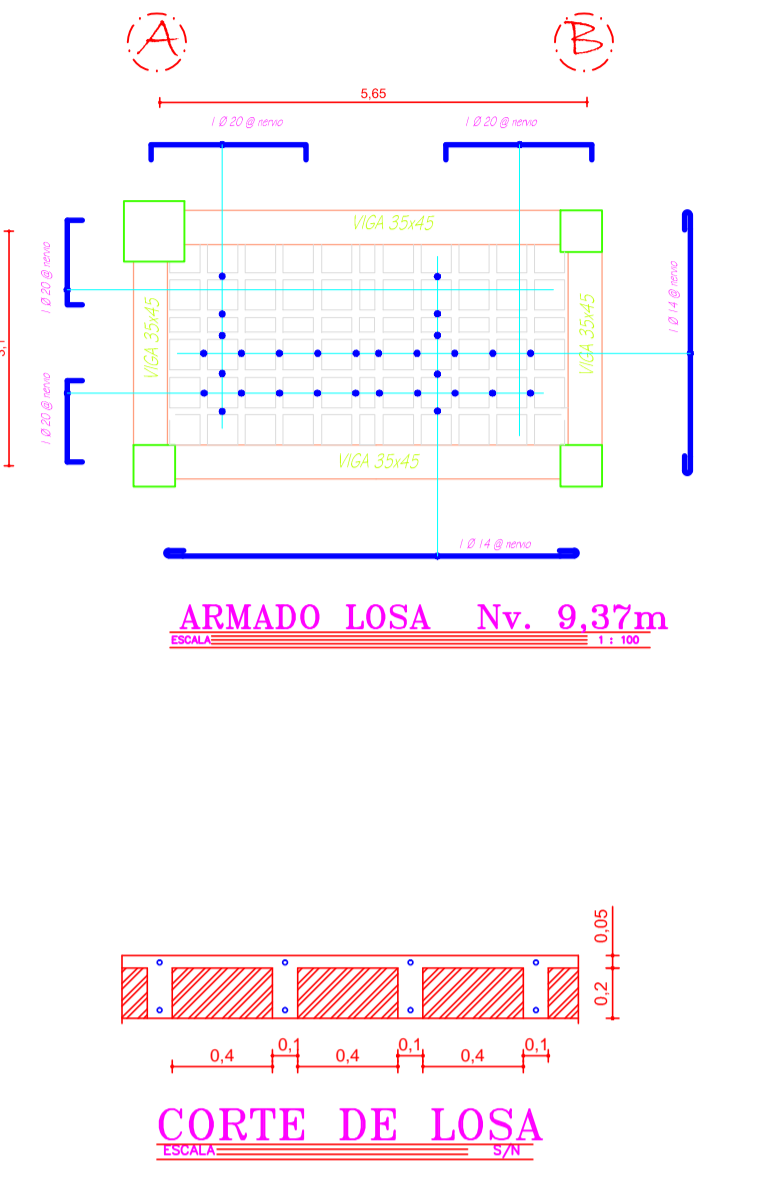 A B
5,65
1 Ø 20 @ nervio 1 Ø 20 @ nervio
VIGA 35x45
1 Ø 20 @ nervio
VIGA 35x45
VIGA 35x45
1 Ø 14 @ nervio
1 Ø 20 @ nervio
VIGA 35x45
1 Ø 14 @ nervio
ARMADO LOSA Nv. 9,37m
ESCALA 1 : 100
0,05
0,2
0,4 0,1 0,4 0,1 0,4 0,1
CORTE DE LOSA
ESCALA S/N